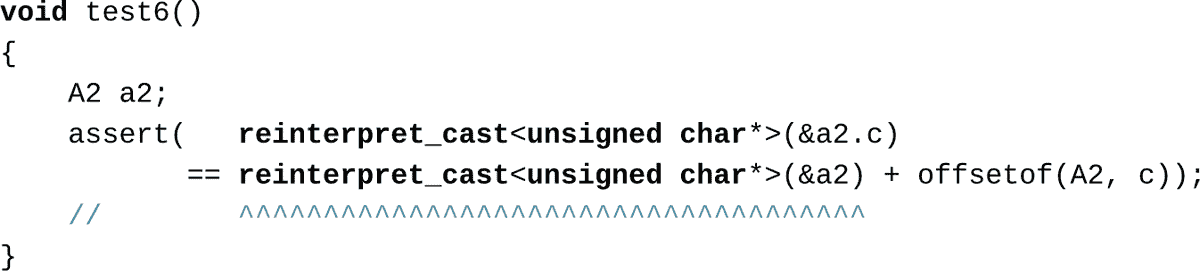 void test6()
{
    A2 a2;
    assert(   reinterpret_cast<unsigned char*>(&a2.c)
           == reinterpret_cast<unsigned char*>(&a2) + offsetof(A2, c));
    //        ^^^^^^^^^^^^^^^^^^^^^^^^^^^^^^^^^^^^^
}